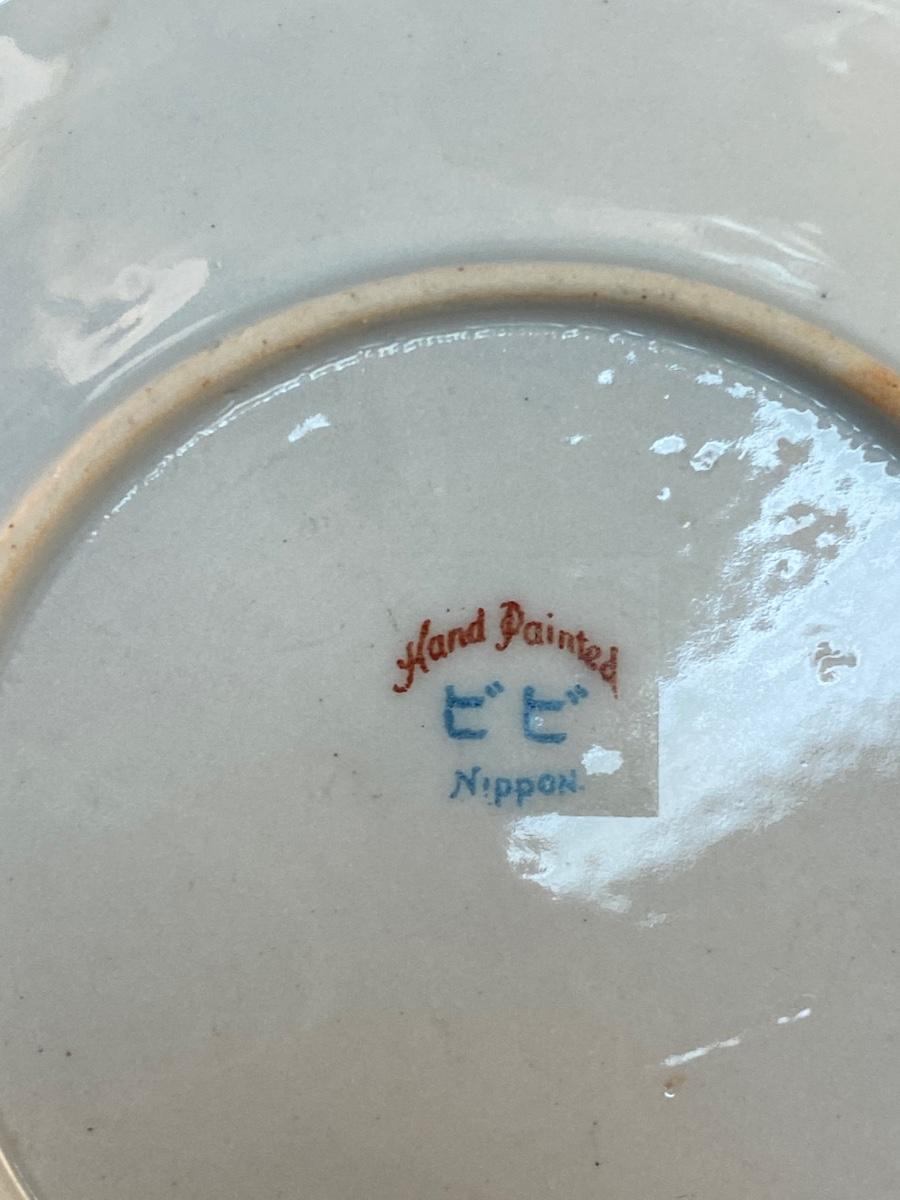 Hand Painted
ビビ
Nippon